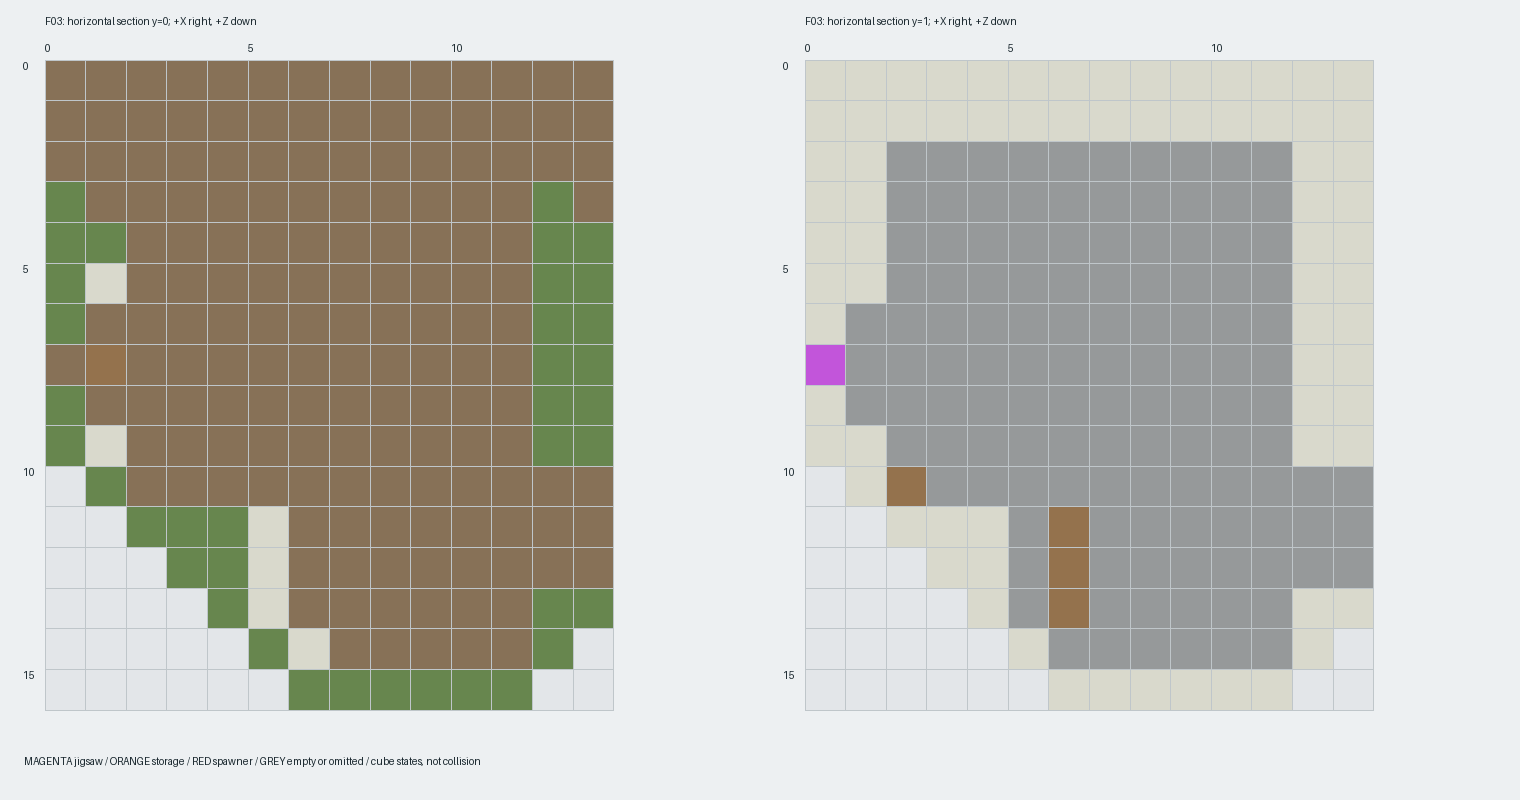 F03: horizontal section y=0; +X right, +Z down
0 5 10
0
5
10
15
F03: horizontal section y=1; +X right, +Z down
0 5 10
0
5
10
15
MAGENTA jigsaw / ORANGE storage / RED spawner / GREY empty or omitted / cube states, not collision